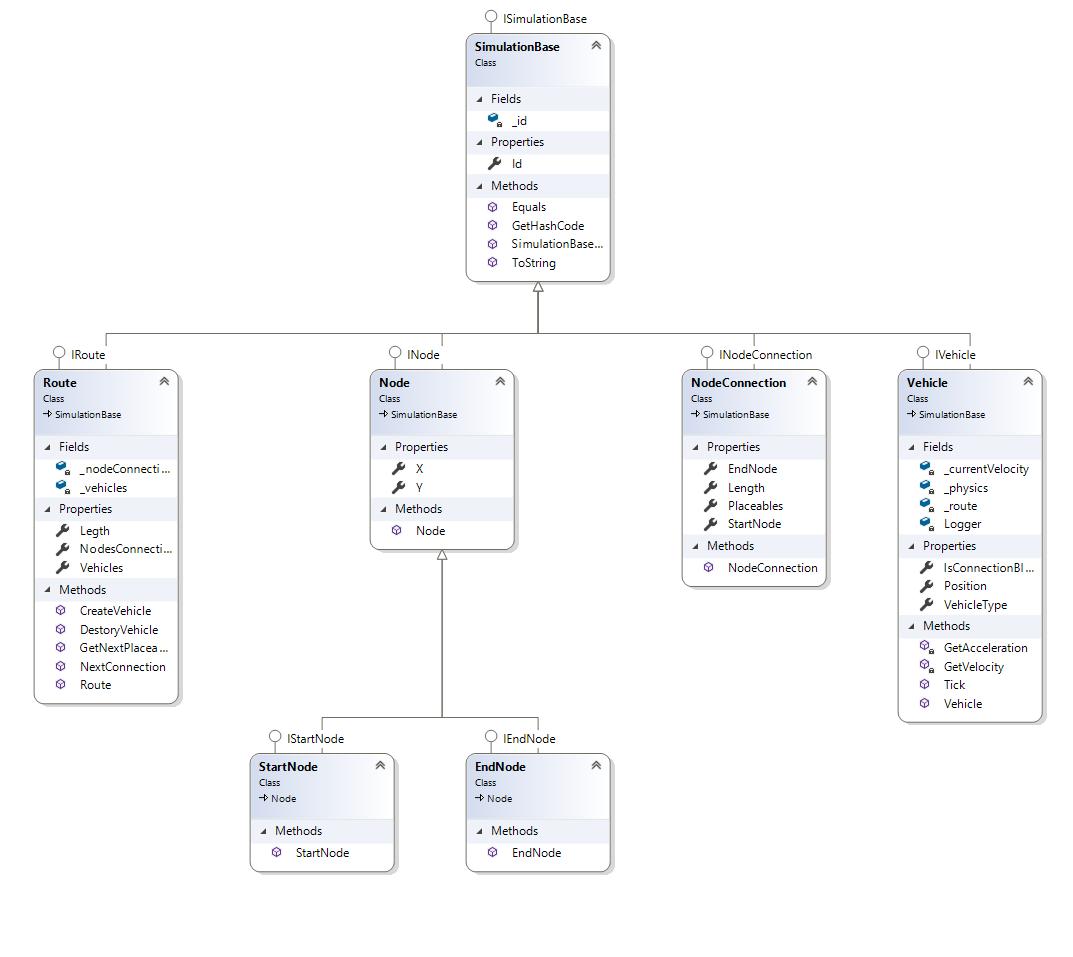 ISimulationBase
SimulationBase
Class
Fields
_id
Properties
Id
Methods
Equals
GetHashCode
SimulationBase...
ToString
IRoute
Route
Class
SimulationBase
Fields
_nodeConnecti...
_vehicles
Properties
Legth
NodesConnecti...
Vehicles
Methods
CreateVehicle
DestoryVehicle
GetNextPlacea...
NextConnection
Route
INode
Node
Class
SimulationBase
Properties
X
Y
Methods
Node
INodeConnection
NodeConnection
Class
SimulationBase
Properties
EndNode
Length
Placeables
StartNode
Methods
NodeConnection
IVehicle
Vehicle
Class
SimulationBase
Fields
_currentVelocity
_physics
_route
Logger
Properties
IsConnectionBl...
Position
VehicleType
Methods
GetAcceleration
GetVelocity
Tick
Vehicle
IStartNode
StartNode
Class
Node
Methods
StartNode
IEndNode
EndNode
Class
Node
Methods
EndNode